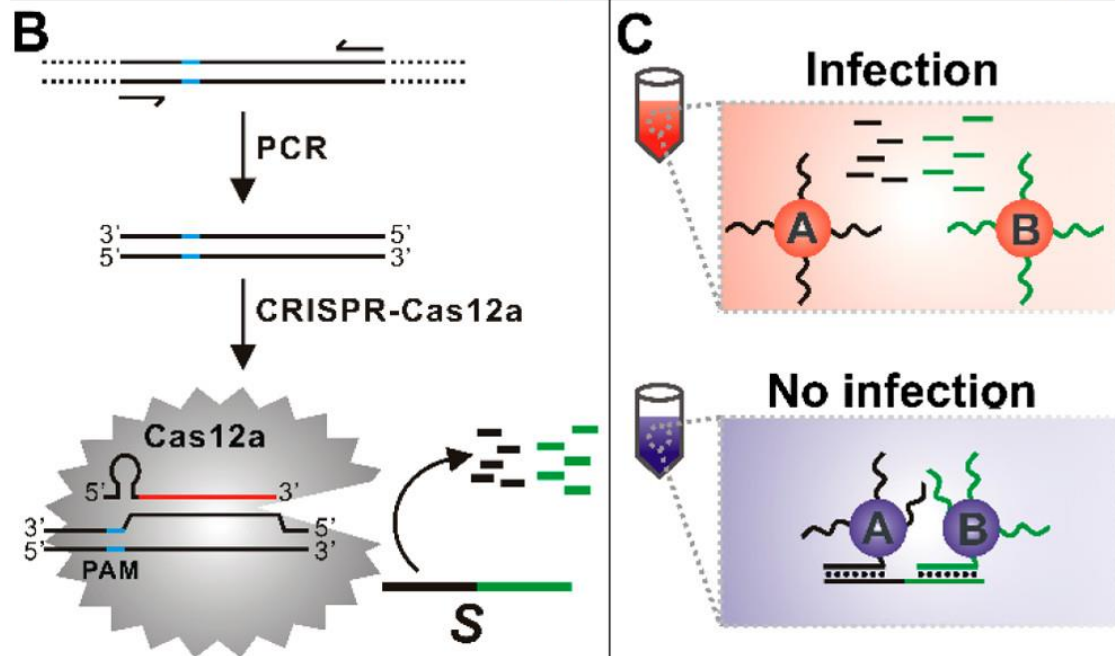 B
PCR
3’ 5’
5’ 3’
CRISPR-Cas12a
Cas12a
5’ 3’
3’ 5’
5’ 3’
PAM
S
C
Infection
A B
No infection
A B